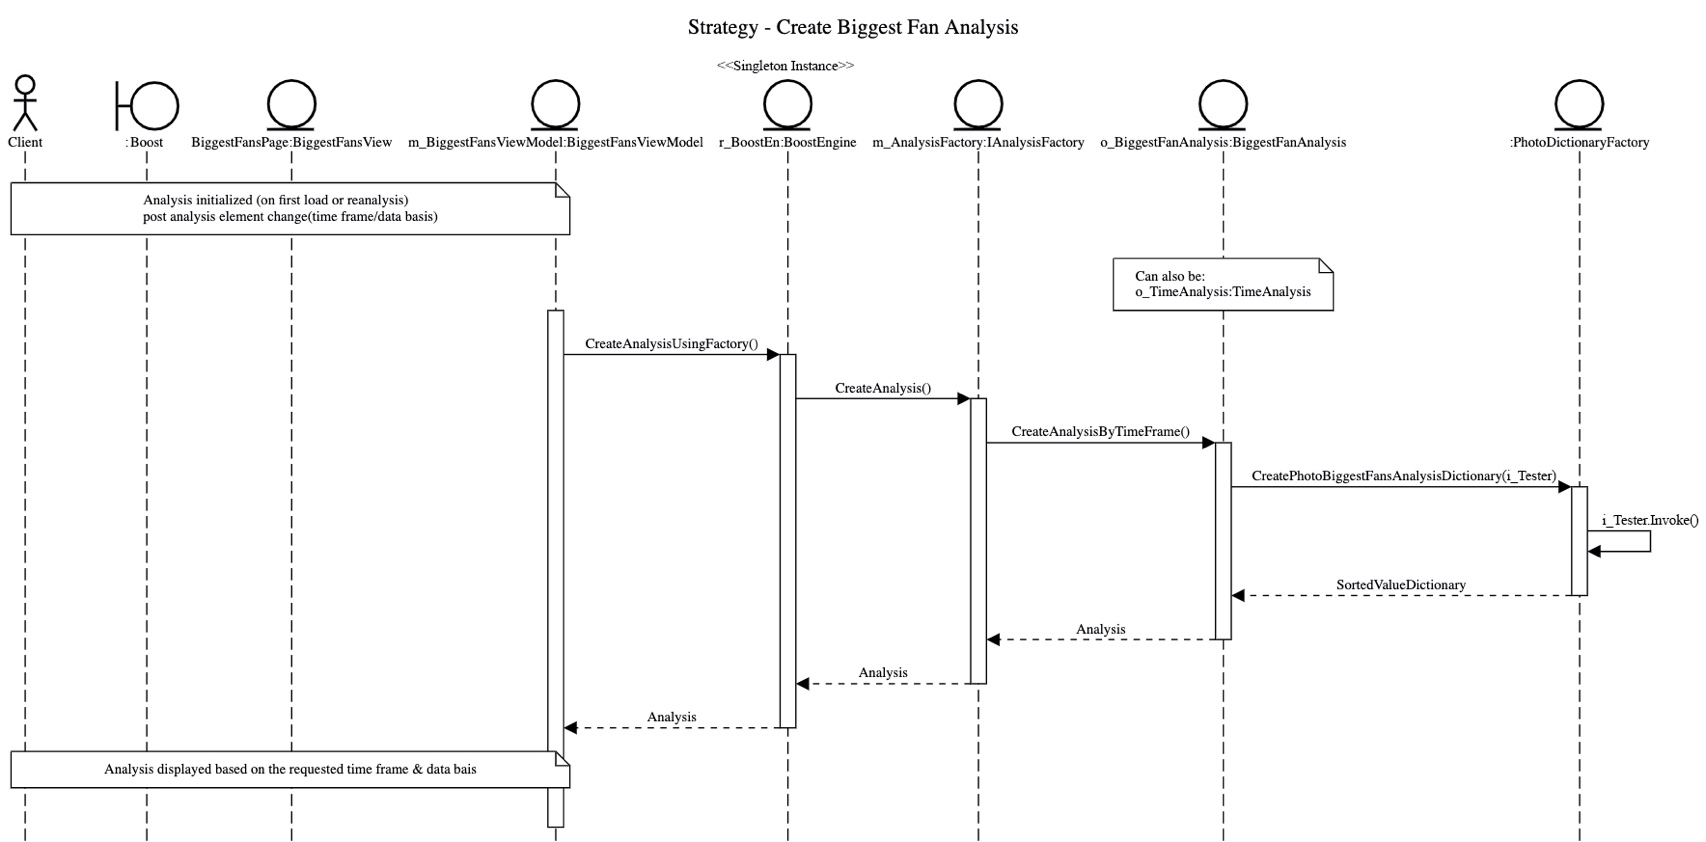 Strategy - Create Biggest Fan Analysis
<<Singleton Instance>>
Client
:Boost
BiggestFansPage:BiggestFansView
m_BiggestFansViewModel:BiggestFansViewModel
r_BoostEn:BoostEngine
m_AnalysisFactory:IAnalysisFactory
o_BiggestFanAnalysis:BiggestFanAnalysis
:PhotoDictionaryFactory
Analysis initialized (on first load or reanalysis)
post analysis element change(time frame/data basis)
Can also be:
o_TimeAnalysis:TimeAnalysis
CreateAnalysisUsingFactory()
CreateAnalysis()
CreateAnalysisByTimeFrame()
CreatePhotoBiggestFansAnalysisDictionary(i_Tester)
i_Tester.Invoke()
SortedValueDictionary
Analysis
Analysis
Analysis
Analysis displayed based on the requested time frame & data bais